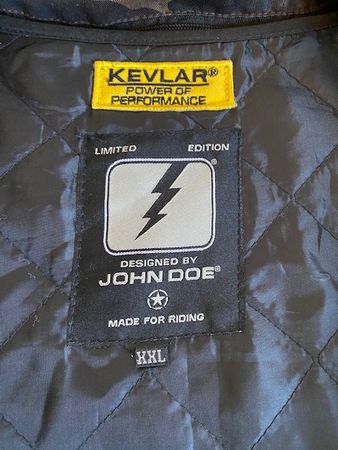 KEVLAR®
POWER OF
PERFORMANCE
LIMITED EDITION
®
DESIGNED BY
JOHN DOE®
MADE FOR RIDING
XXL